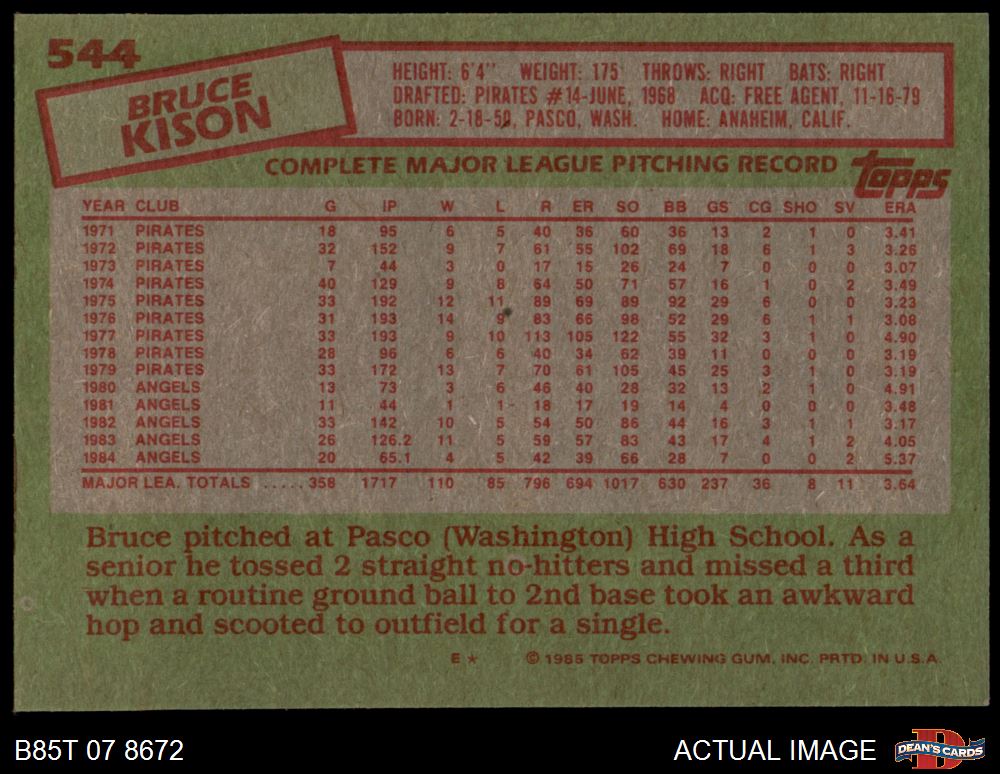 544
BRUCE
KISON
HEIGHT: 6'4" WEIGHT: 175 THROWS: RIGHT BATS: RIGHT
DRAFTED: PIRATES #14-JUNE, 1968 ACQ: FREE AGENT, 11-16-79
BORN: 2-18-50, PASCO, WASH. HOME: ANAHEIM, CALIF.
COMPLETE MAJOR LEAGUE PITCHING RECORD
Topps
YEAR CLUB G IP W L R ER SO BB GS CG SHO SV ERA
1971 PIRATES 18 95 6 5 40 36 60 36 13 2 1 0 3.41
1972 PIRATES 32 152 9 7 61 55 102 69 18 6 1 3 3.26
1973 PIRATES 7 44 3 0 17 15 26 24 7 0 0 0 3.07
1974 PIRATES 40 129 9 8 64 50 71 57 16 1 0 2 3.49
1975 PIRATES 33 192 12 11 89 69 89 92 29 6 0 0 3.23
1976 PIRATES 31 193 14 9 83 66 98 52 29 6 1 1 3.08
1977 PIRATES 33 193 9 10 113 105 122 55 32 3 1 0 4.90
1978 PIRATES 28 96 6 6 40 34 62 39 11 0 0 0 3.19
1979 PIRATES 33 172 13 7 70 61 105 45 25 3 1 0 3.19
1980 ANGELS 13 73 3 6 46 40 28 32 13 2 1 0 4.91
1981 ANGELS 11 44 1 1 18 17 19 14 4 0 0 0 3.48
1982 ANGELS 33 142 10 5 54 50 86 44 16 3 1 1 3.17
1983 ANGELS 26 126.2 11 5 59 57 83 43 17 4 1 2 4.05
1984 ANGELS 20 65.1 4 5 42 39 66 28 7 0 0 2 5.37
MAJOR LEA. TOTALS ..... 358 1717 110 85 796 694 1017 630 237 36 8 11 3.64
Bruce pitched at Pasco (Washington) High School. As a
senior he tossed 2 straight no-hitters and missed a third
when a routine ground ball to 2nd base took an awkward
hop and scooted to outfield for a single.
E ★ © 1985 TOPPS CHEWING GUM, INC. PRTD. IN U.S.A.
B85T 07 8672
ACTUAL IMAGE
DEAN'S CARDS